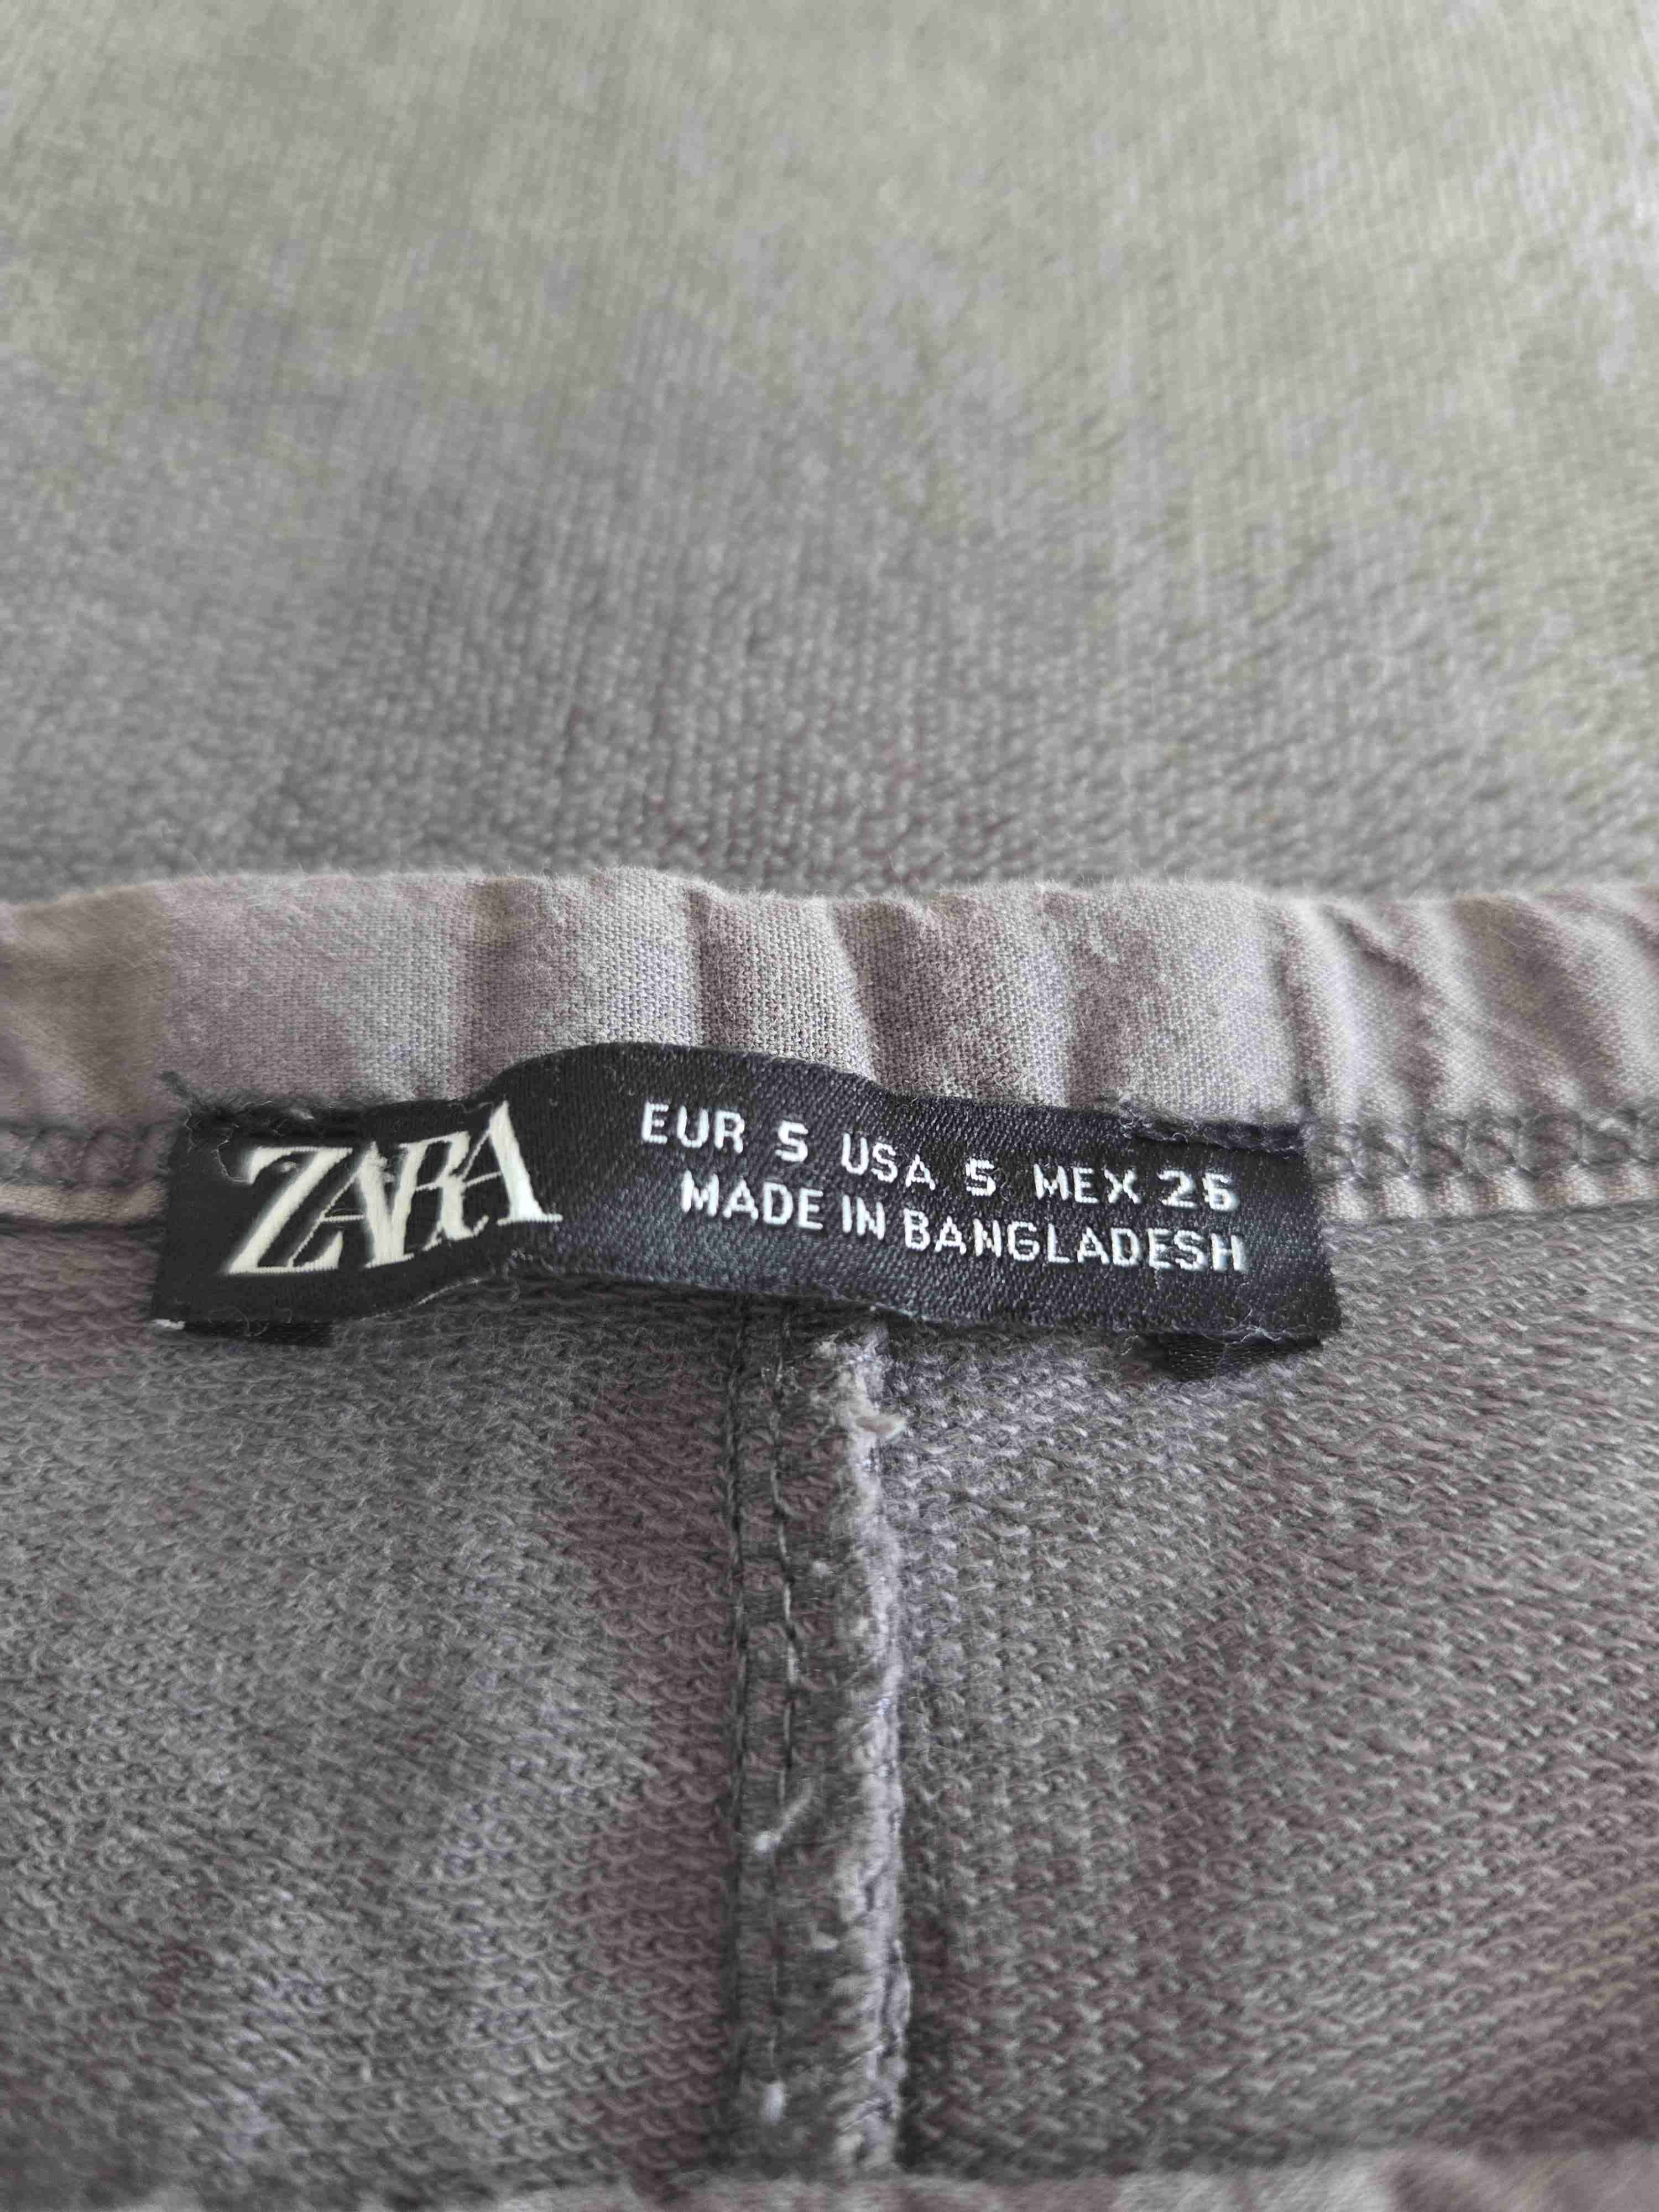 ZARA
EUR S USA S MEX 26
MADE IN BANGLADESH